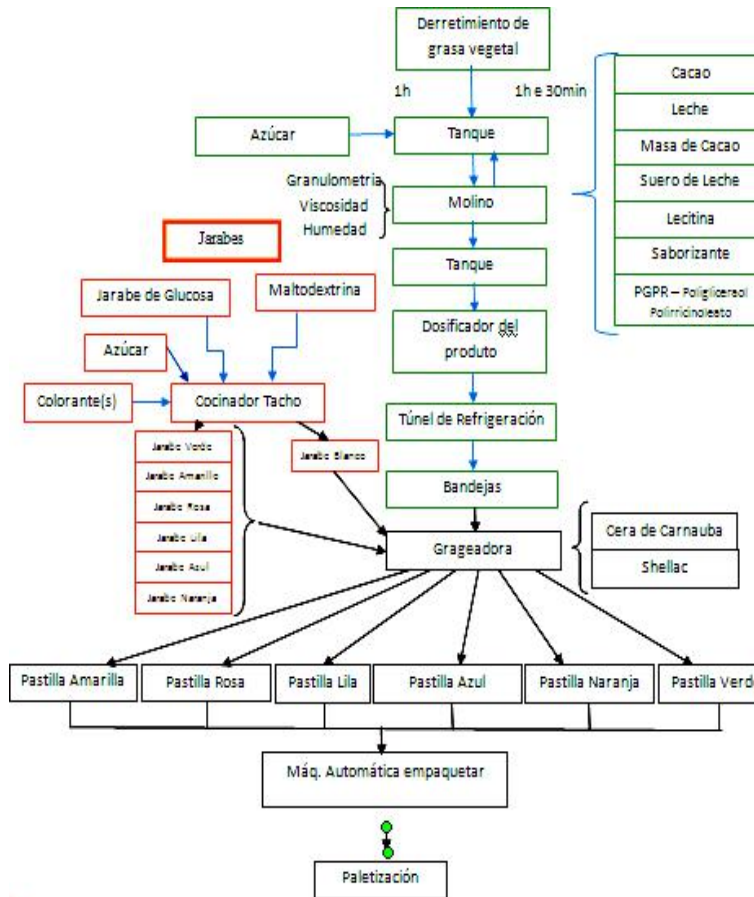 Derretimiento de
grasa vegetal
1h
1h e 30min
Azúcar
Tanque
Granulometria
Viscosidad
Humedad
Molino
Cacao
Leche
Masa de Cacao
Suero de Leche
Lecitina
Saborizante
PGPR – Poligliceraol
Polirricinoleato
Tanque
Dosificador del
produto
Túnel de Refrigeración
Bandejas
Jarabes
Jarabe de Glucosa
Maltodextrina
Azúcar
Colorante(s)
Cocinador Tacho
Jarabe Verde
Jarabe Amarillo
Jarabe Rosa
Jarabe Lila
Jarabe Azul
Jarabe Naranja
Jarabe Blanco
Grageadora
Cera de Carnauba
Shellac
Pastilla Amarilla
Pastilla Rosa
Pastilla Lila
Pastilla Azul
Pastilla Naranja
Pastilla Verde
Máq. Automática empaquetar
Paletización